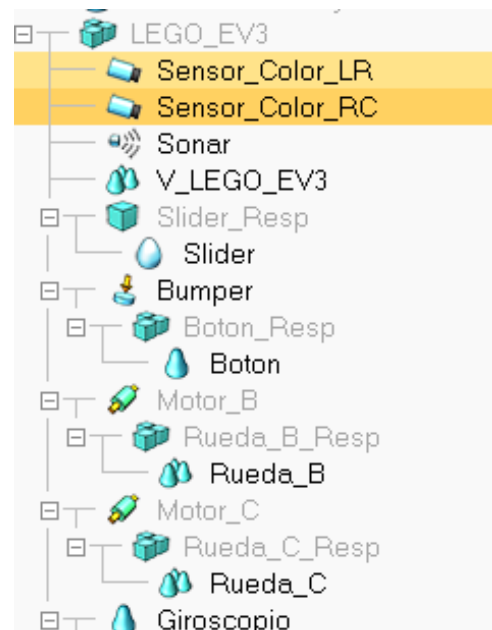 LEGO_EV3
Sensor_Color_LR
Sensor_Color_RC
Sonar
V_LEGO_EV3
Slider_Resp
Slider
Bumper
Boton_Resp
Boton
Motor_B
Rueda_B_Resp
Rueda_B
Motor_C
Rueda_C_Resp
Rueda_C
Giroscopio